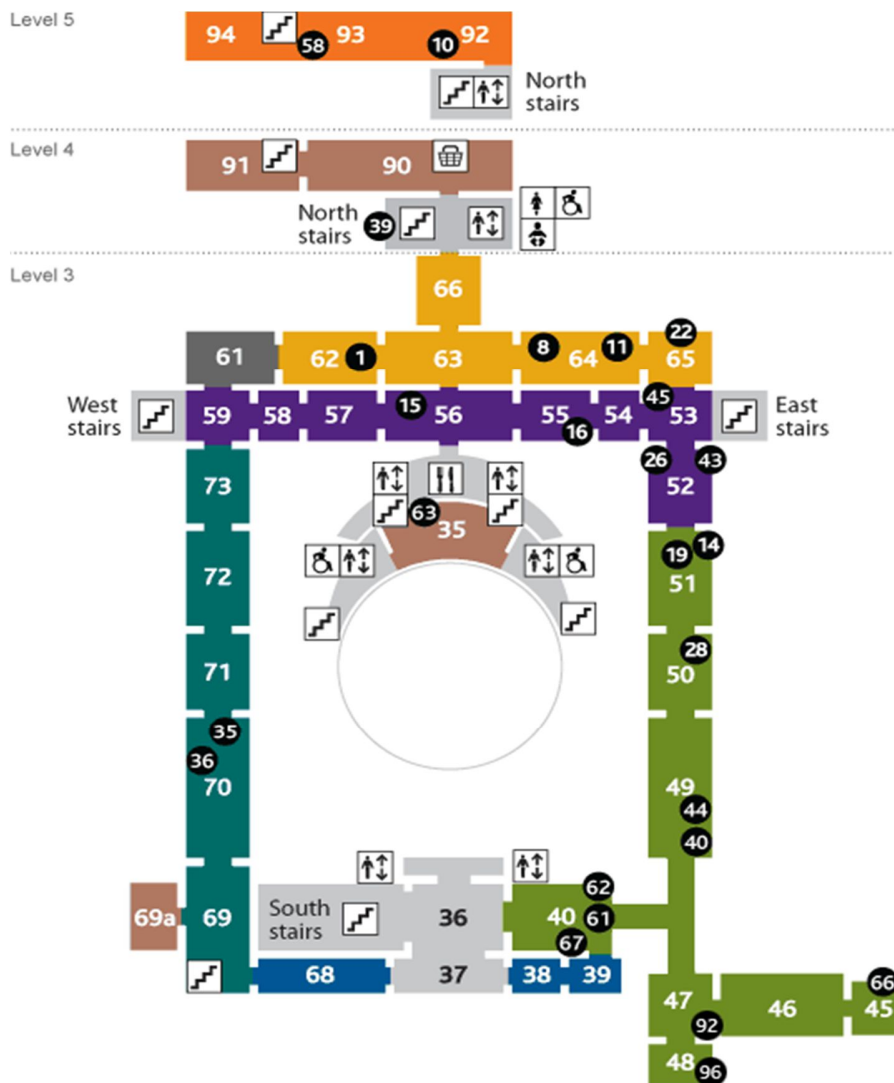 Level 5
94 58 93 10 92
North
stairs
Level 4
91 90
North
stairs
39
Level 3
66
61 62 1 63 8 64 11 22 65
West
stairs
59 58 57 15 56 55 16 54 45 53
East
stairs
73 26 43 52
63 35
72 19 14 51
71 28 50
35 36 70
49 44 40
69a 69
South
stairs
36 40 62 61 67
68 37 38 39
47 92 46 66 45
48 96